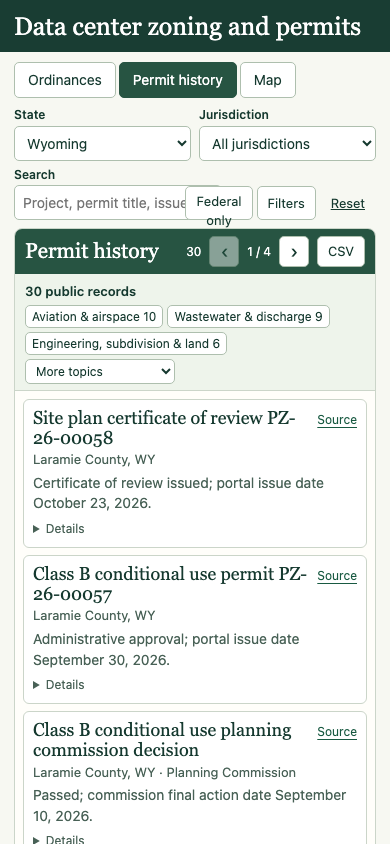 Data center zoning and permits
Ordinances Permit history Map
State Jurisdiction
Wyoming All jurisdictions
Search
Project, permit title, issue Federal only Filters Reset
Permit history 30 ‹ 1 / 4 › CSV
30 public records
Aviation & airspace 10 Wastewater & discharge 9
Engineering, subdivision & land 6
More topics
Site plan certificate of review PZ- Source
26-00058
Laramie County, WY
Certificate of review issued; portal issue date
October 23, 2026.
Details
Class B conditional use permit PZ- Source
26-00057
Laramie County, WY
Administrative approval; portal issue date
September 30, 2026.
Details
Class B conditional use planning Source
commission decision
Laramie County, WY · Planning Commission
Passed; commission final action date September
10, 2026.
Details